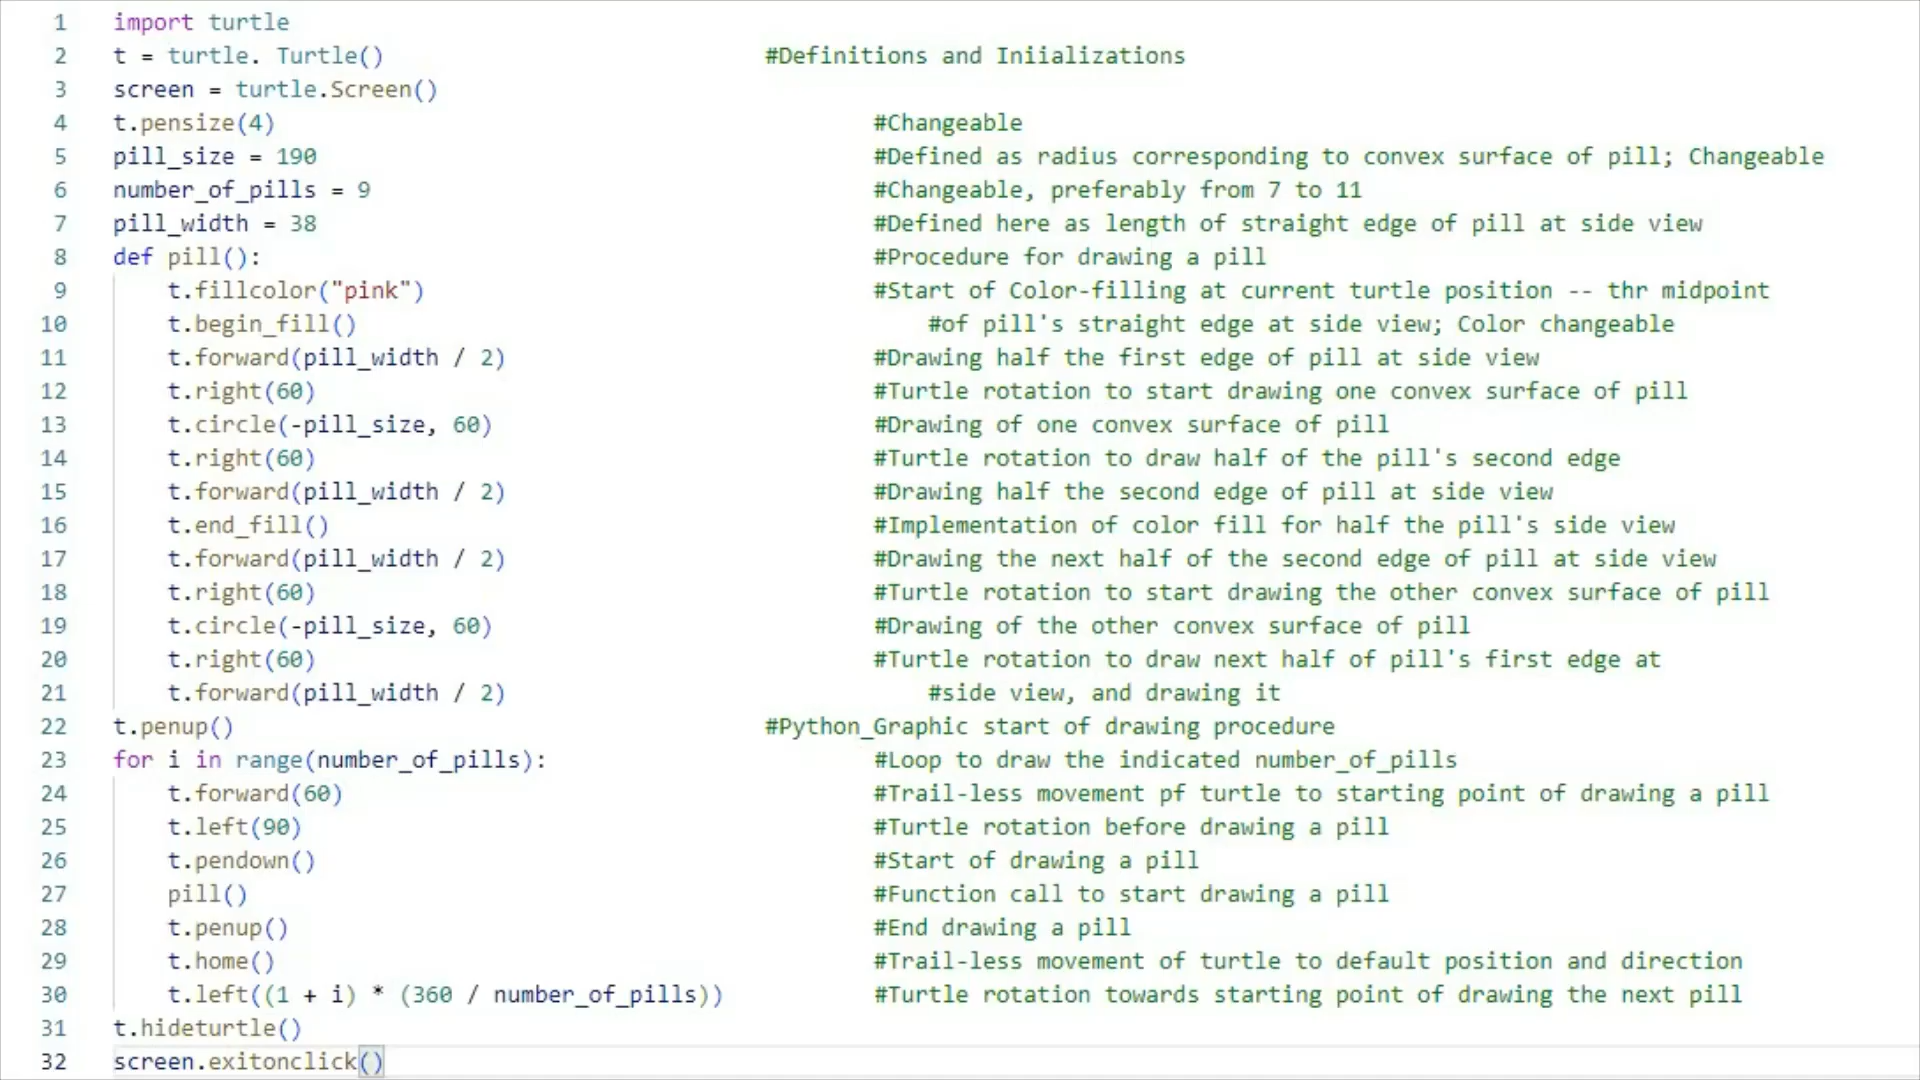 1 import turtle
2 t = turtle. Turtle() #Definitions and Iniializations
3 screen = turtle.Screen()
4 t.pensize(4) #Changeable
5 pill_size = 190 #Defined as radius corresponding to convex surface of pill; Changeable
6 number_of_pills = 9 #Changeable, preferably from 7 to 11
7 pill_width = 38 #Defined here as length of straight edge of pill at side view
8 def pill(): #Procedure for drawing a pill
9 t.fillcolor("pink") #Start of Color-filling at current turtle position -- thr midpoint
10 t.begin_fill() #of pill's straight edge at side view; Color changeable
11 t.forward(pill_width / 2) #Drawing half the first edge of pill at side view
12 t.right(60) #Turtle rotation to start drawing one convex surface of pill
13 t.circle(-pill_size, 60) #Drawing of one convex surface of pill
14 t.right(60) #Turtle rotation to draw half of the pill's second edge
15 t.forward(pill_width / 2) #Drawing half the second edge of pill at side view
16 t.end_fill() #Implementation of color fill for half the pill's side view
17 t.forward(pill_width / 2) #Drawing the next half of the second edge of pill at side view
18 t.right(60) #Turtle rotation to start drawing the other convex surface of pill
19 t.circle(-pill_size, 60) #Drawing of the other convex surface of pill
20 t.right(60) #Turtle rotation to draw next half of pill's first edge at
21 t.forward(pill_width / 2) #side view, and drawing it
22 t.penup() #Python_Graphic start of drawing procedure
23 for i in range(number_of_pills): #Loop to draw the indicated number_of_pills
24 t.forward(60) #Trail-less movement pf turtle to starting point of drawing a pill
25 t.left(90) #Turtle rotation before drawing a pill
26 t.pendown() #Start of drawing a pill
27 pill() #Function call to start drawing a pill
28 t.penup() #End drawing a pill
29 t.home() #Trail-less movement of turtle to default position and direction
30 t.left((1 + i) * (360 / number_of_pills)) #Turtle rotation towards starting point of drawing the next pill
31 t.hideturtle()
32 screen.exitonclick()